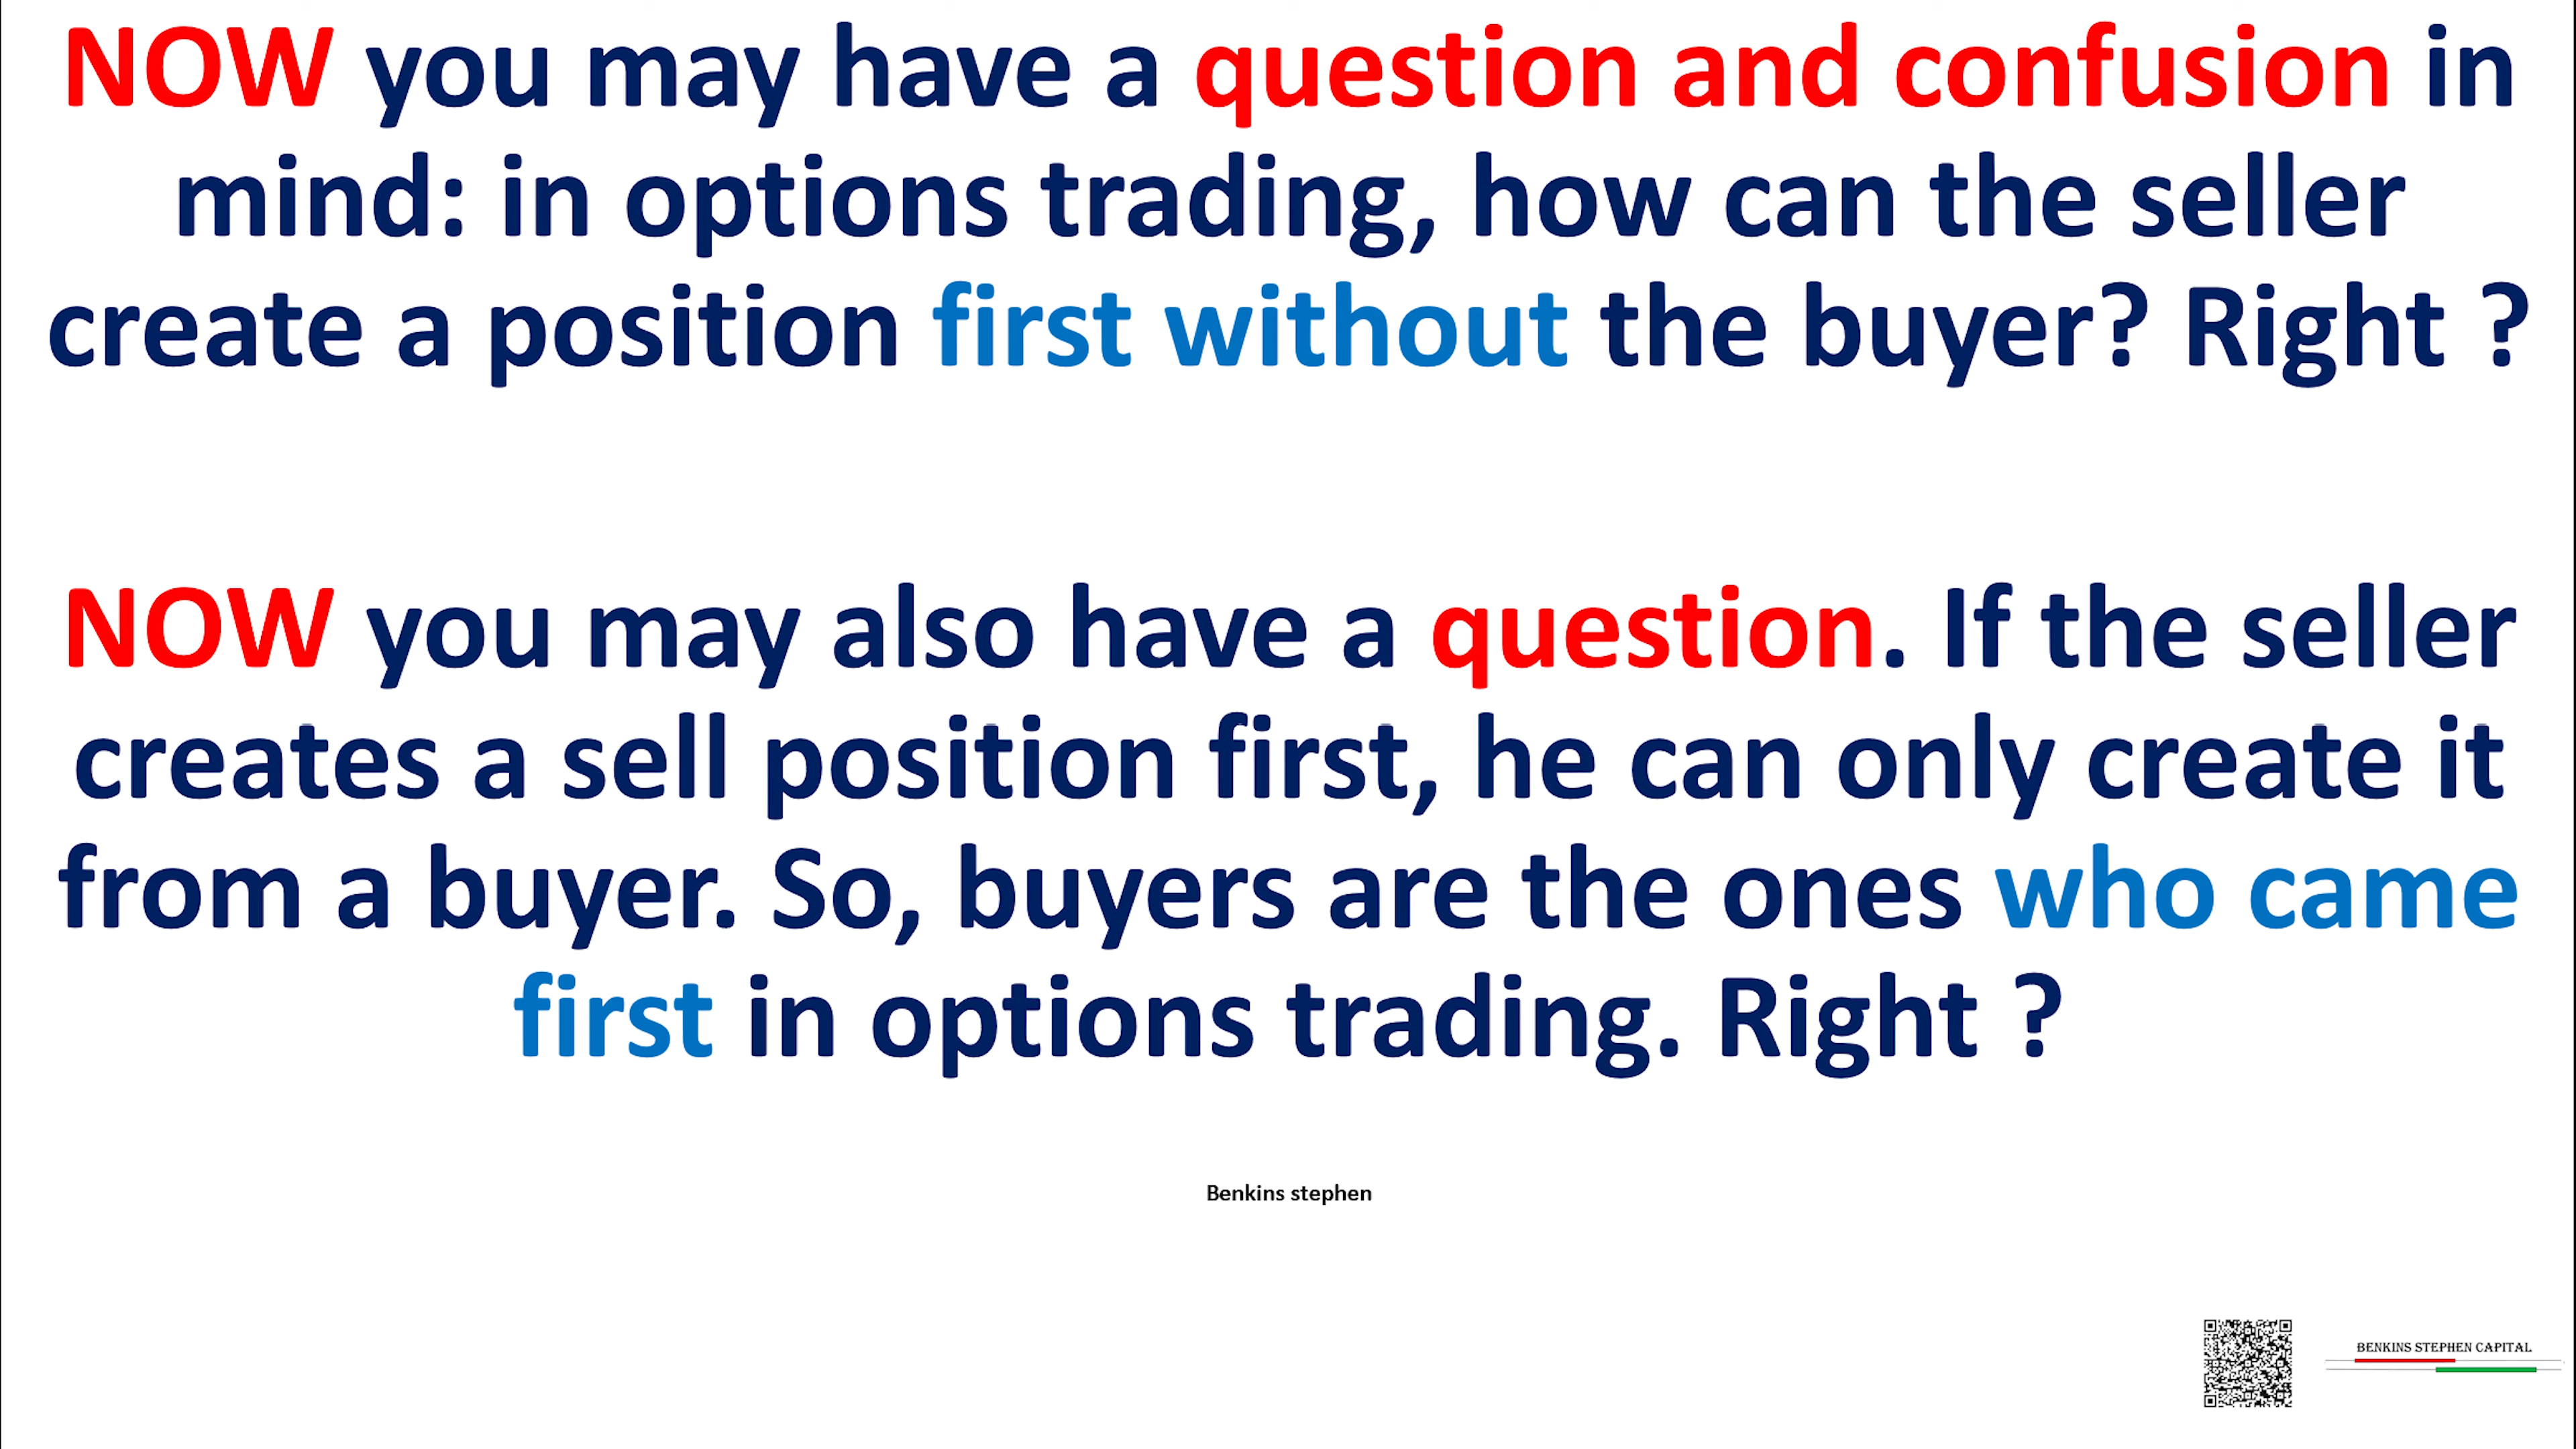 NOW you may have a question and confusion in
mind: in options trading, how can the seller
create a position first without the buyer? Right ?
NOW you may also have a question. If the seller
creates a sell position first, he can only create it
from a buyer. So, buyers are the ones who came
first in options trading. Right ?
Benkins stephen
BENKINS STEPHEN CAPITAL